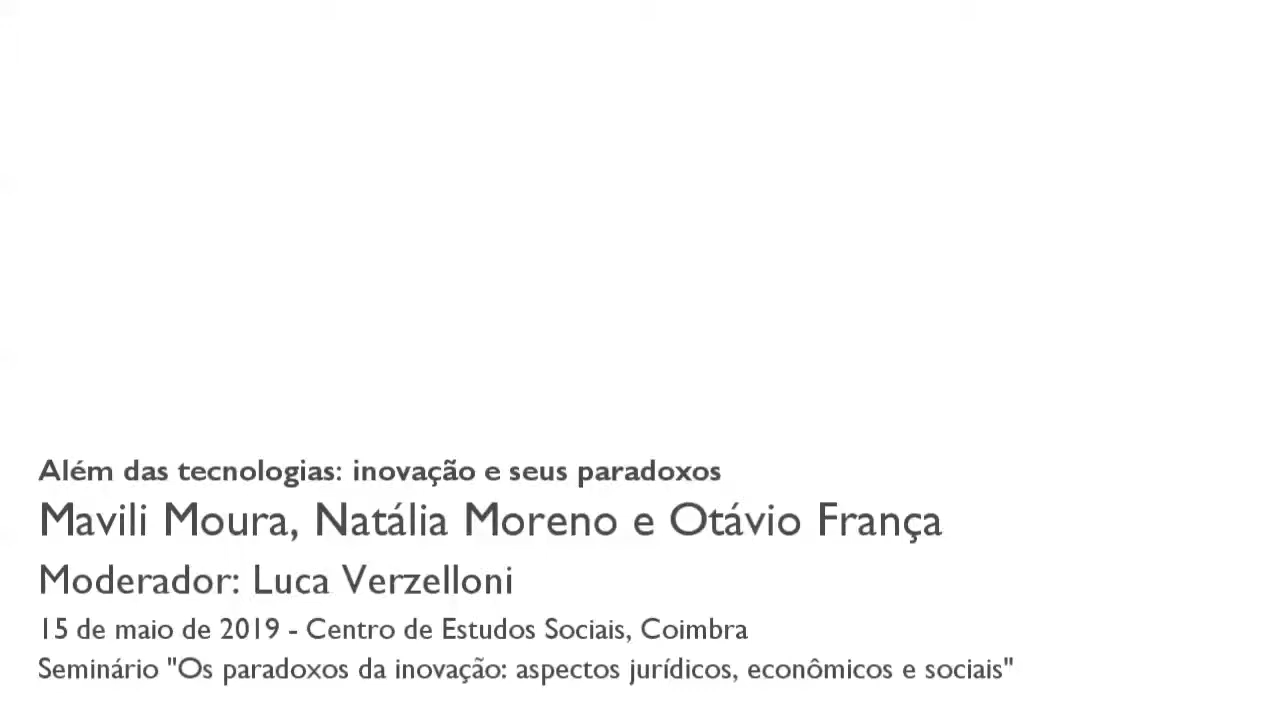 Além das tecnologias: inovação e seus paradoxos
Mavili Moura, Natália Moreno e Otávio França
Moderador: Luca Verzelloni
15 de maio de 2019 - Centro de Estudos Sociais, Coimbra
Seminário "Os paradoxos da inovação: aspectos jurídicos, econômicos e sociais"